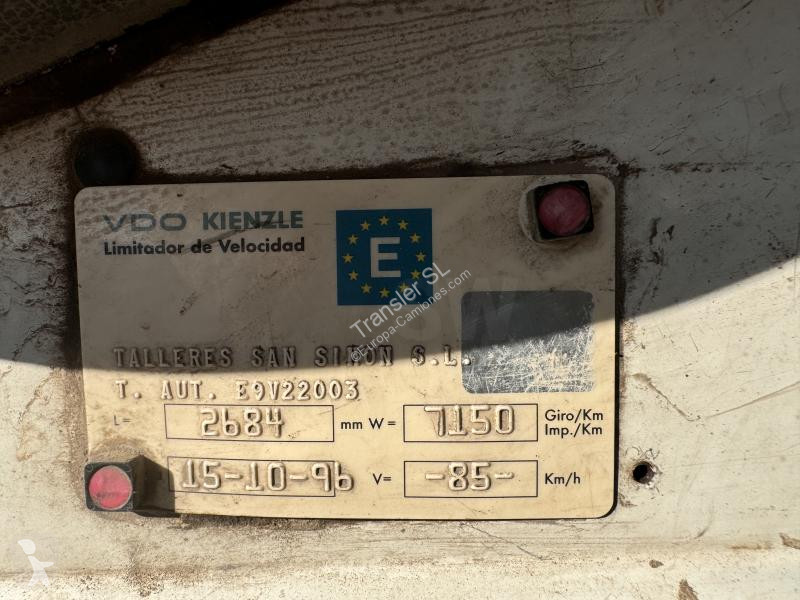 VDO KIENZLE
Limitador de Velocidad
E
Transler SL
©Europa-Camiones.com
TALLERES SAN SIMON S.L.
T. AUT. E9V22003
L= 2684 mm W= 7150 Giro/Km Imp./Km
15-10-96 V= -85- Km/h